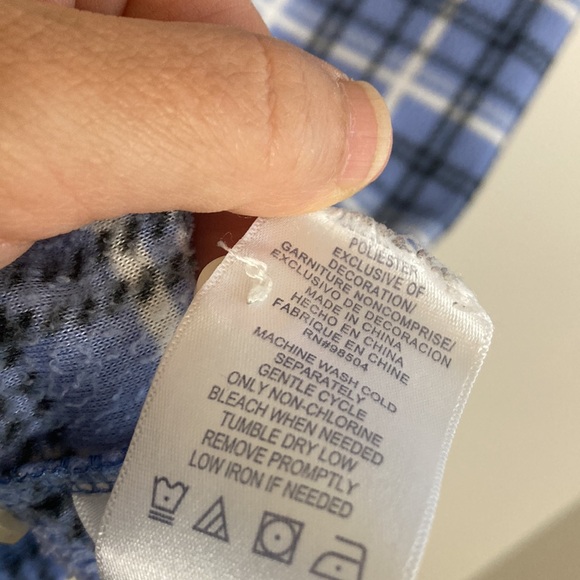 POLIESTER
EXCLUSIVE OF
DECORATION/
GARNITURE NONCOMPRISE/
EXCLUSIVO DE DECORACION
MADE IN CHINA
HECHO EN CHINA
FABRIQUE EN CHINE
RN#98504
MACHINE WASH COLD
SEPARATELY
GENTLE CYCLE
ONLY NON-CHLORINE
BLEACH WHEN NEEDED
TUMBLE DRY LOW
REMOVE PROMPTLY
LOW IRON IF NEEDED